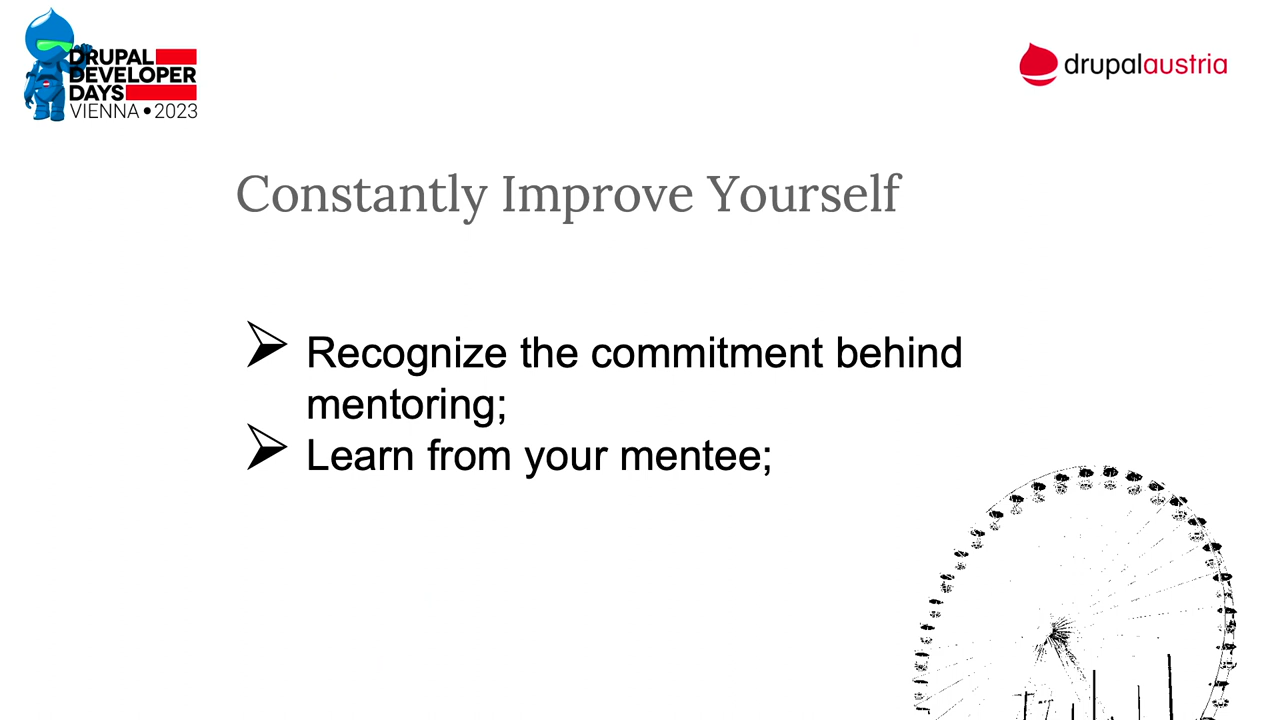 DRUPAL
DEVELOPER
DAYS
VIENNA • 2023
drupalaustria
Constantly Improve Yourself
➢ Recognize the commitment behind
mentoring;
➢ Learn from your mentee;